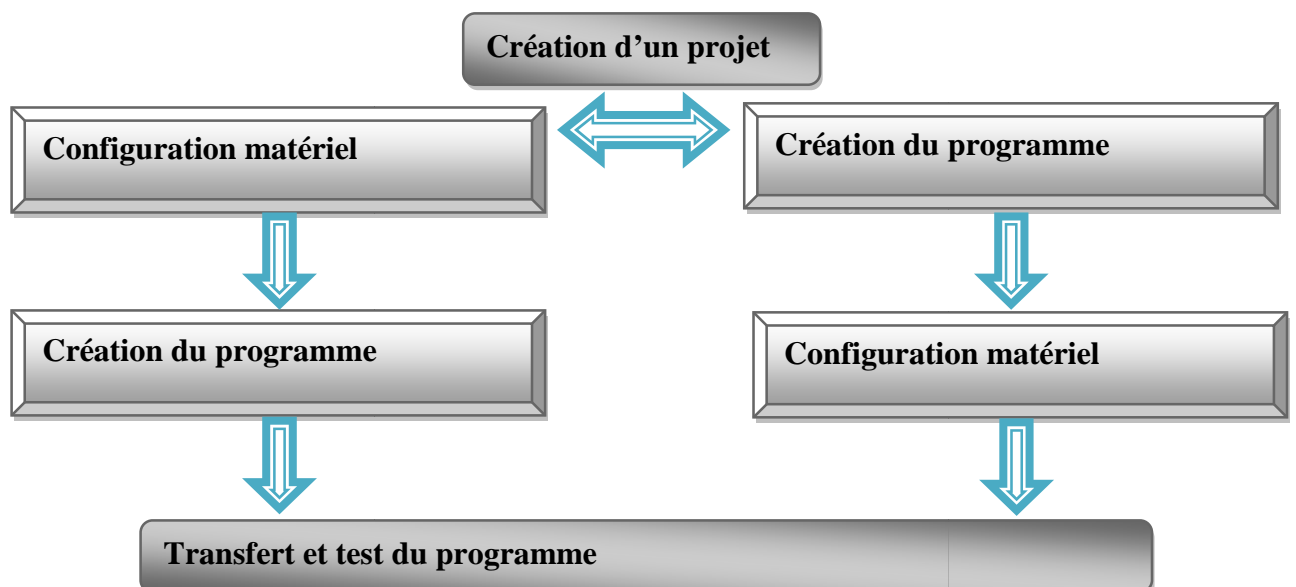 Création d’un projet
Configuration matériel
Création du programme
Création du programme
Configuration matériel
Transfert et test du programme